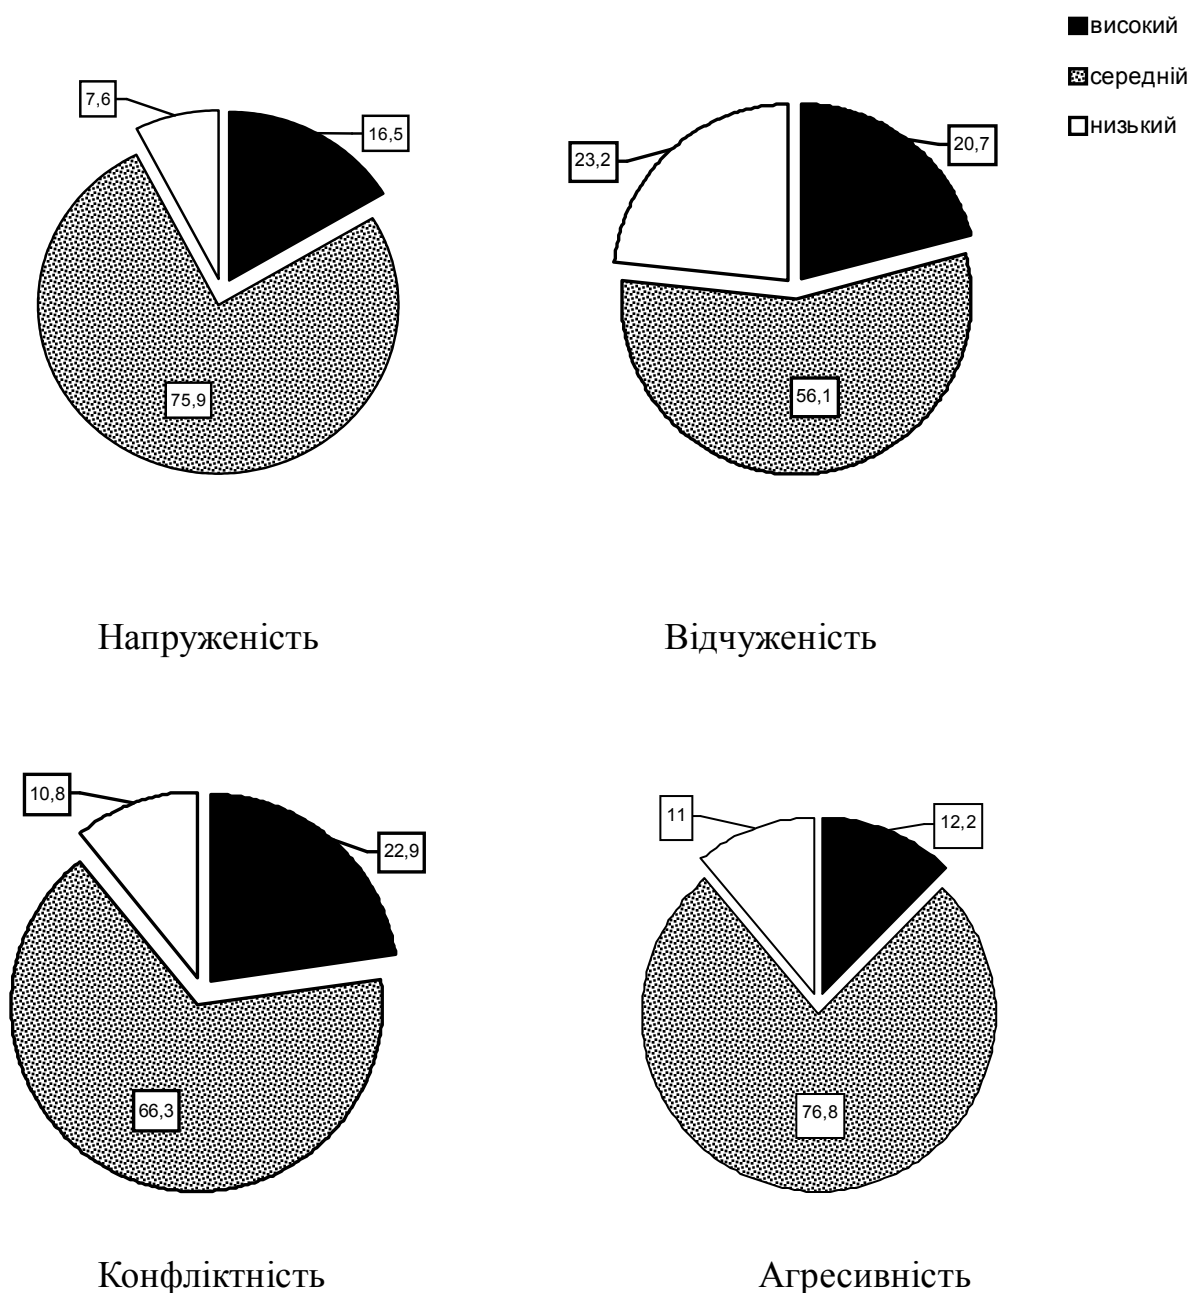 високий
середній
низький
7,6
16,5
75,9
23,2
20,7
56,1
Напруженість
Відчуженість
10,8
22,9
66,3
11
12,2
76,8
Конфліктність
Агресивність